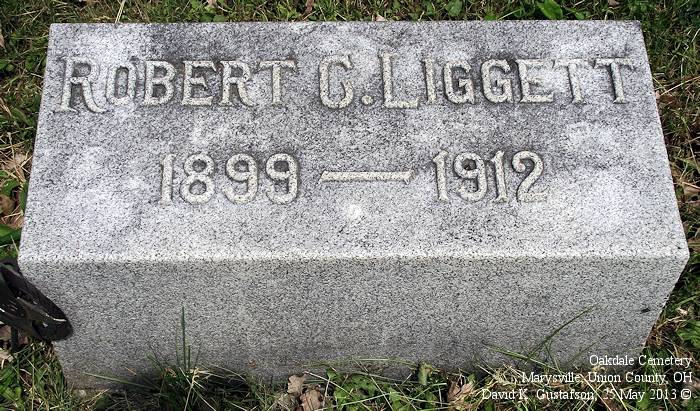 ROBERT C. LIGGETT
1899 — 1912
Oakdale Cemetery
Marysville, Union County, OH
David K. Gustafson, 25 May 2013 ©